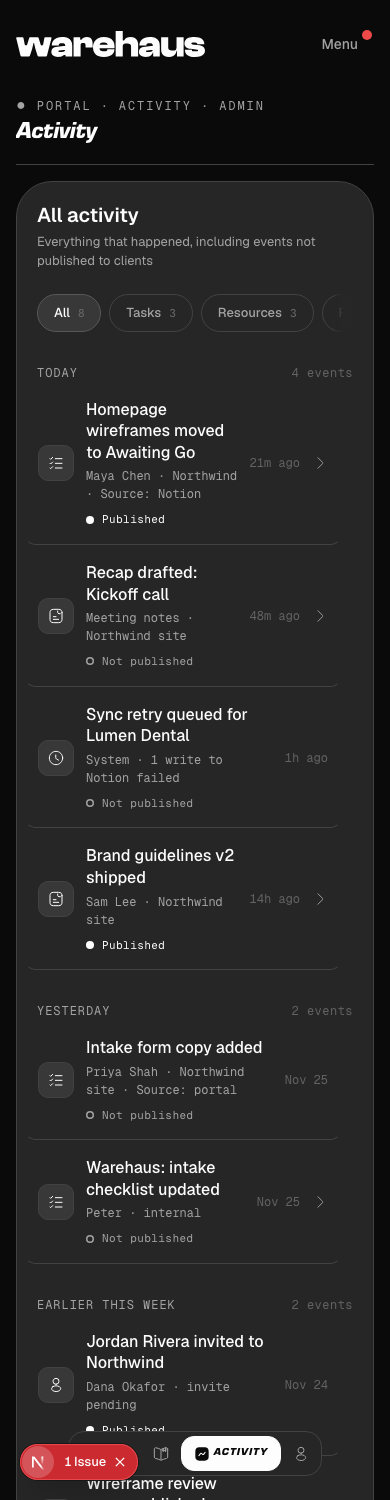 warehaus
Menu
PORTAL · ACTIVITY · ADMIN
Activity
All activity
Everything that happened, including events not
published to clients
All 8
Tasks 3
Resources 3
TODAY
4 events
Homepage
wireframes moved
to Awaiting Go
Maya Chen · Northwind
· Source: Notion
Published
21m ago
Recap drafted:
Kickoff call
Meeting notes ·
Northwind site
Not published
48m ago
Sync retry queued for
Lumen Dental
System · 1 write to
Notion failed
Not published
1h ago
Brand guidelines v2
shipped
Sam Lee · Northwind
site
Published
14h ago
YESTERDAY
2 events
Intake form copy added
Priya Shah · Northwind
site · Source: portal
Not published
Nov 25
Warehaus: intake
checklist updated
Peter · internal
Not published
Nov 25
EARLIER THIS WEEK
2 events
Jordan Rivera invited to
Northwind
Dana Okafor · invite
pending
Published
Nov 24
N
1 Issue
ACTIVITY
Wireframe review